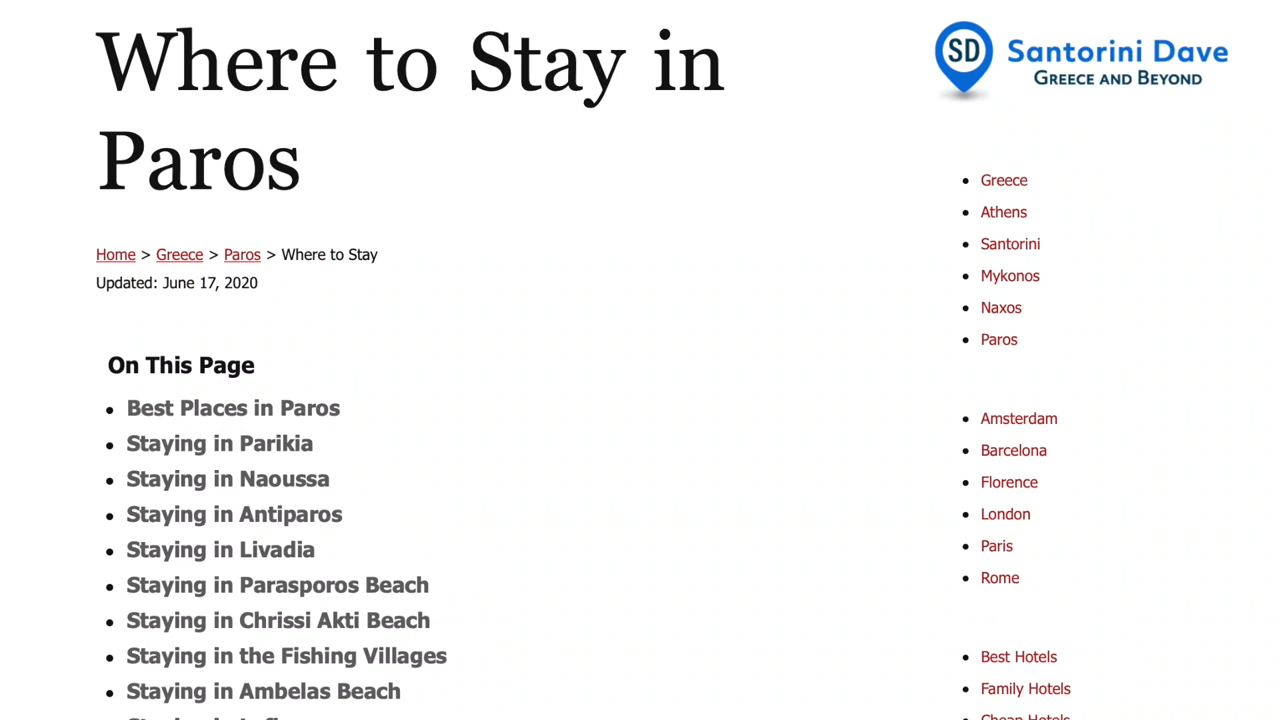 Where to Stay in
Paros
Home > Greece > Paros > Where to Stay
Updated: June 17, 2020
On This Page
Best Places in Paros
Staying in Parikia
Staying in Naoussa
Staying in Antiparos
Staying in Livadia
Staying in Parasporos Beach
Staying in Chrissi Akti Beach
Staying in the Fishing Villages
Staying in Ambelas Beach
SD Santorini Dave
Greece and Beyond
Greece
Athens
Santorini
Mykonos
Naxos
Paros
Amsterdam
Barcelona
Florence
London
Paris
Rome
Best Hotels
Family Hotels
Cheap Hotels